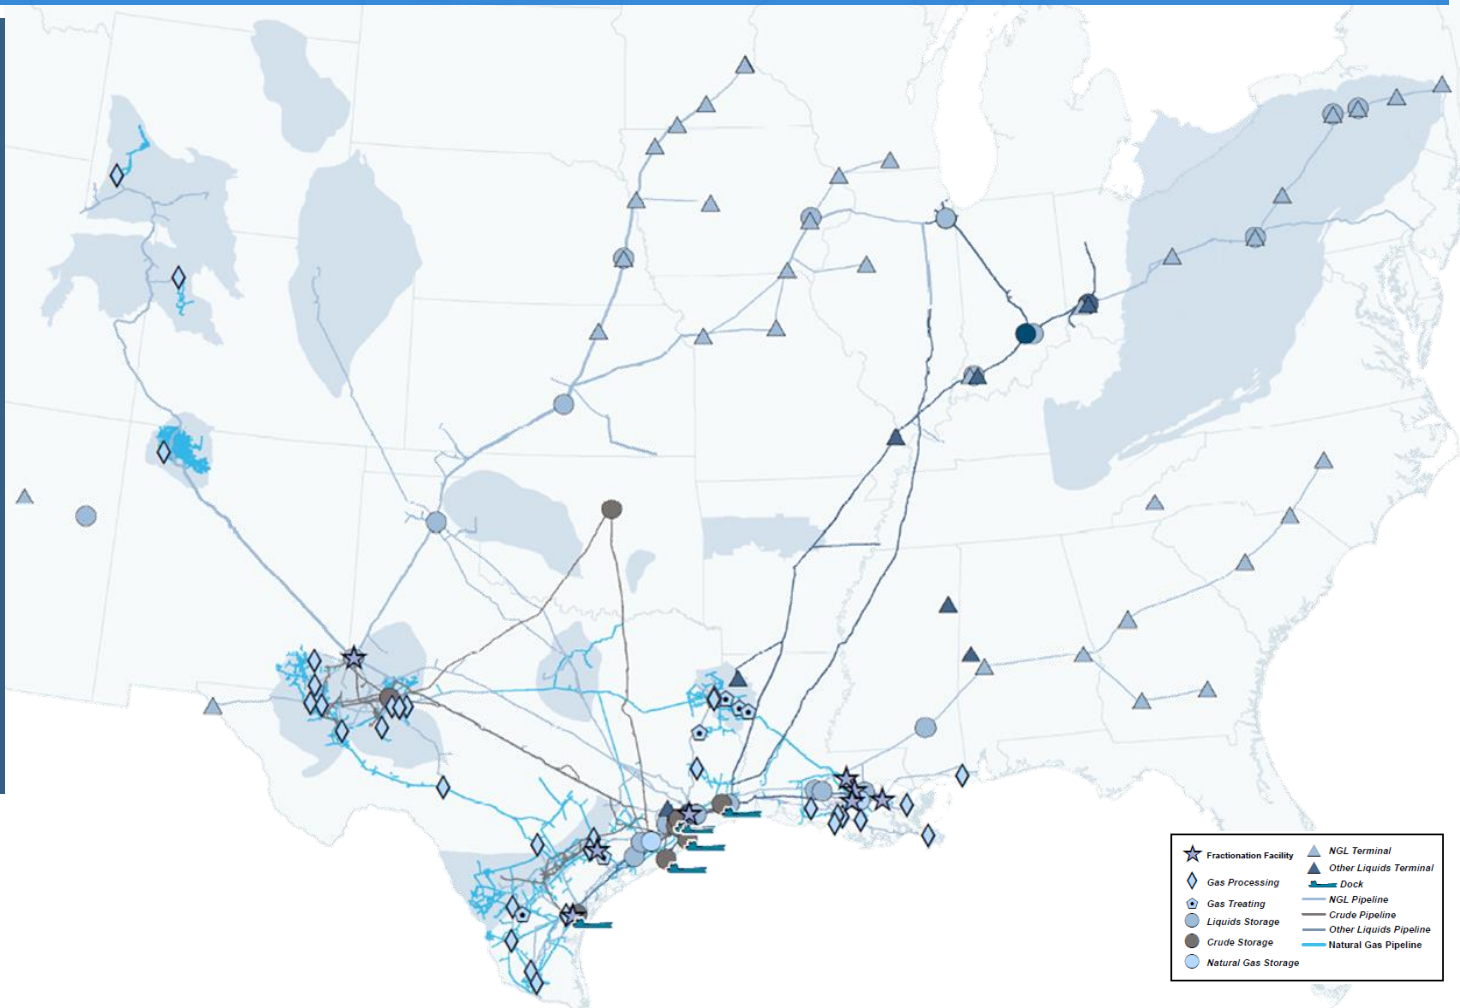 Fractionation Facility
Gas Processing
Gas Treating
Liquids Storage
Crude Storage
Natural Gas Storage
NGL Terminal
Other Liquids Terminal
Dock
NGL Pipeline
Crude Pipeline
Other Liquids Pipeline
Natural Gas Pipeline